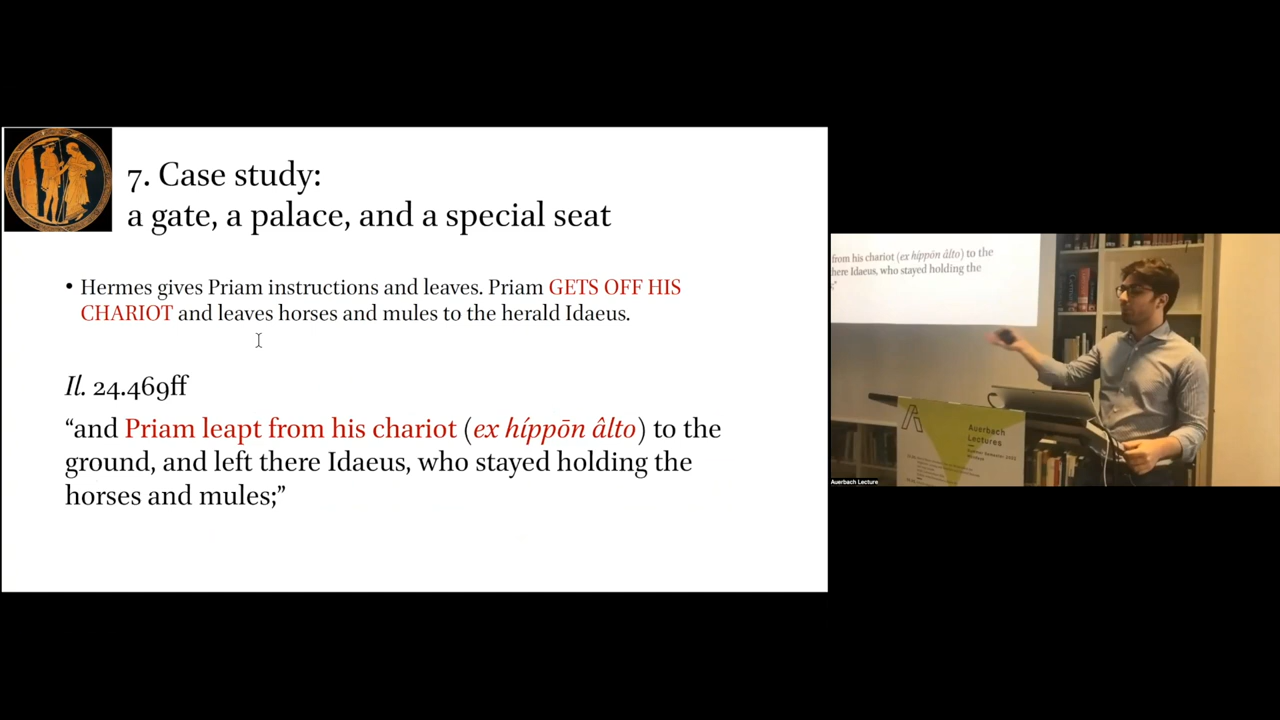 7. Case study:
a gate, a palace, and a special seat
• Hermes gives Priam instructions and leaves. Priam GETS OFF HIS
CHARIOT and leaves horses and mules to the herald Idaeus.
Il. 24.469ff
“and Priam leapt from his chariot (ex híppōn âlto) to the
ground, and left there Idaeus, who stayed holding the
horses and mules;”
from his chariot (ex híppōn âlto) to the
here Idaeus, who stayed holding the
Auerbach
Lectures
Auerbach Lecture